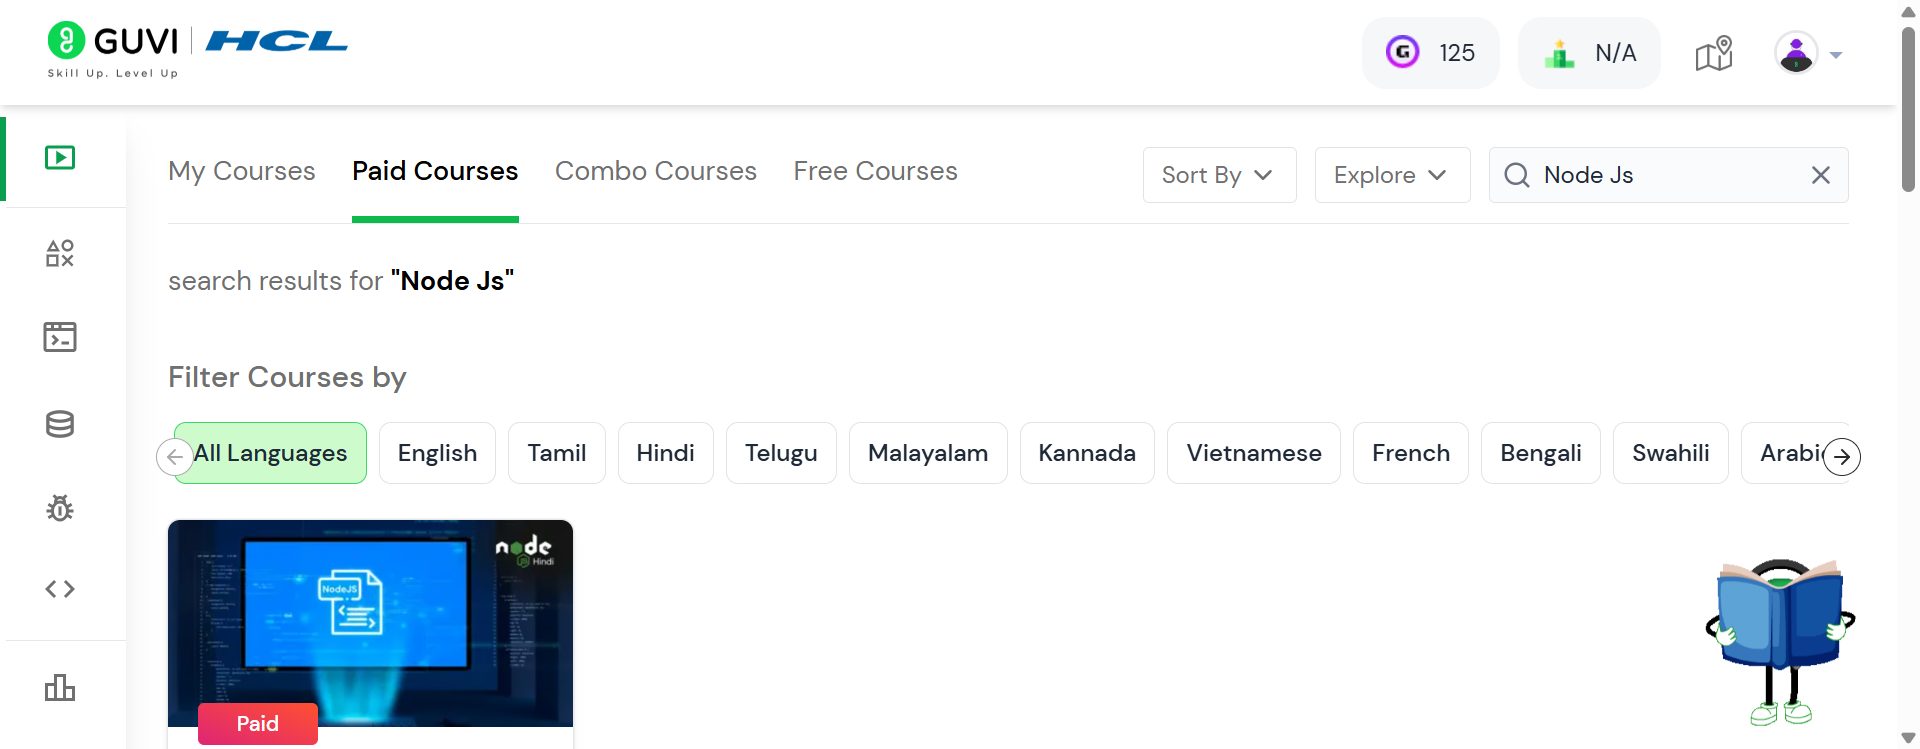 GUVI HCL
Skill Up. Level Up
G 125
N/A
My Courses Paid Courses Combo Courses Free Courses
Sort By Explore Node Js
search results for "Node Js"
Filter Courses by
All Languages English Tamil Hindi Telugu Malayalam Kannada Vietnamese French Bengali Swahili Arabi
node
JS Hindi
NodeJS
Paid